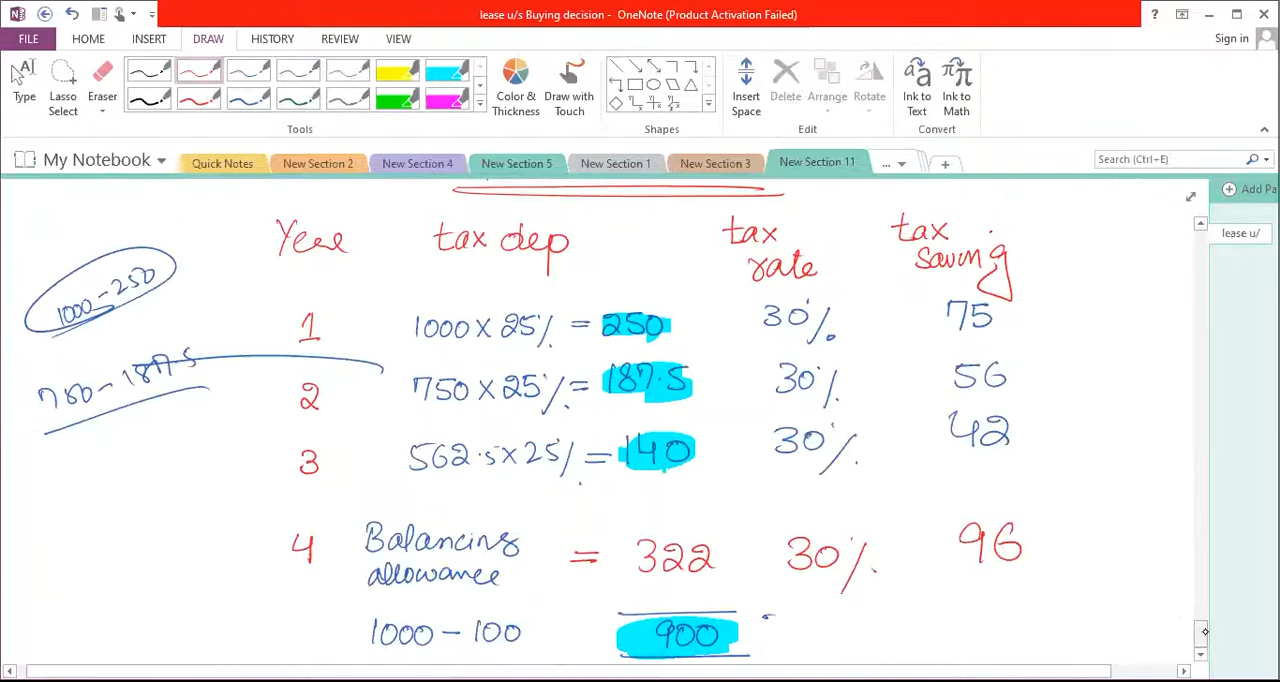 lease u/s Buying decision - OneNote (Product Activation Failed)
FILE HOME INSERT DRAW HISTORY REVIEW VIEW
Sign in
Type
Lasso Select
Eraser
Color & Thickness
Draw with Touch
Insert Space
Delete
Arrange
Rotate
Ink to Text
Ink to Math
Tools Shapes Edit Convert
My Notebook Quick Notes New Section 2 New Section 4 New Section 5 New Section 1 New Section 3 New Section 11 ... Search (Ctrl+E)
Add Pa
lease u/
Year tax dep tax rate tax saving
1000-250
1 1000 x 25% = 250 30% 75
750-187.5
2 750 x 25% = 187.5 30% 56
3 562.5 x 25% = 140 30% 42
4 Balancing allowance = 322 30% 96
1000 - 100 900